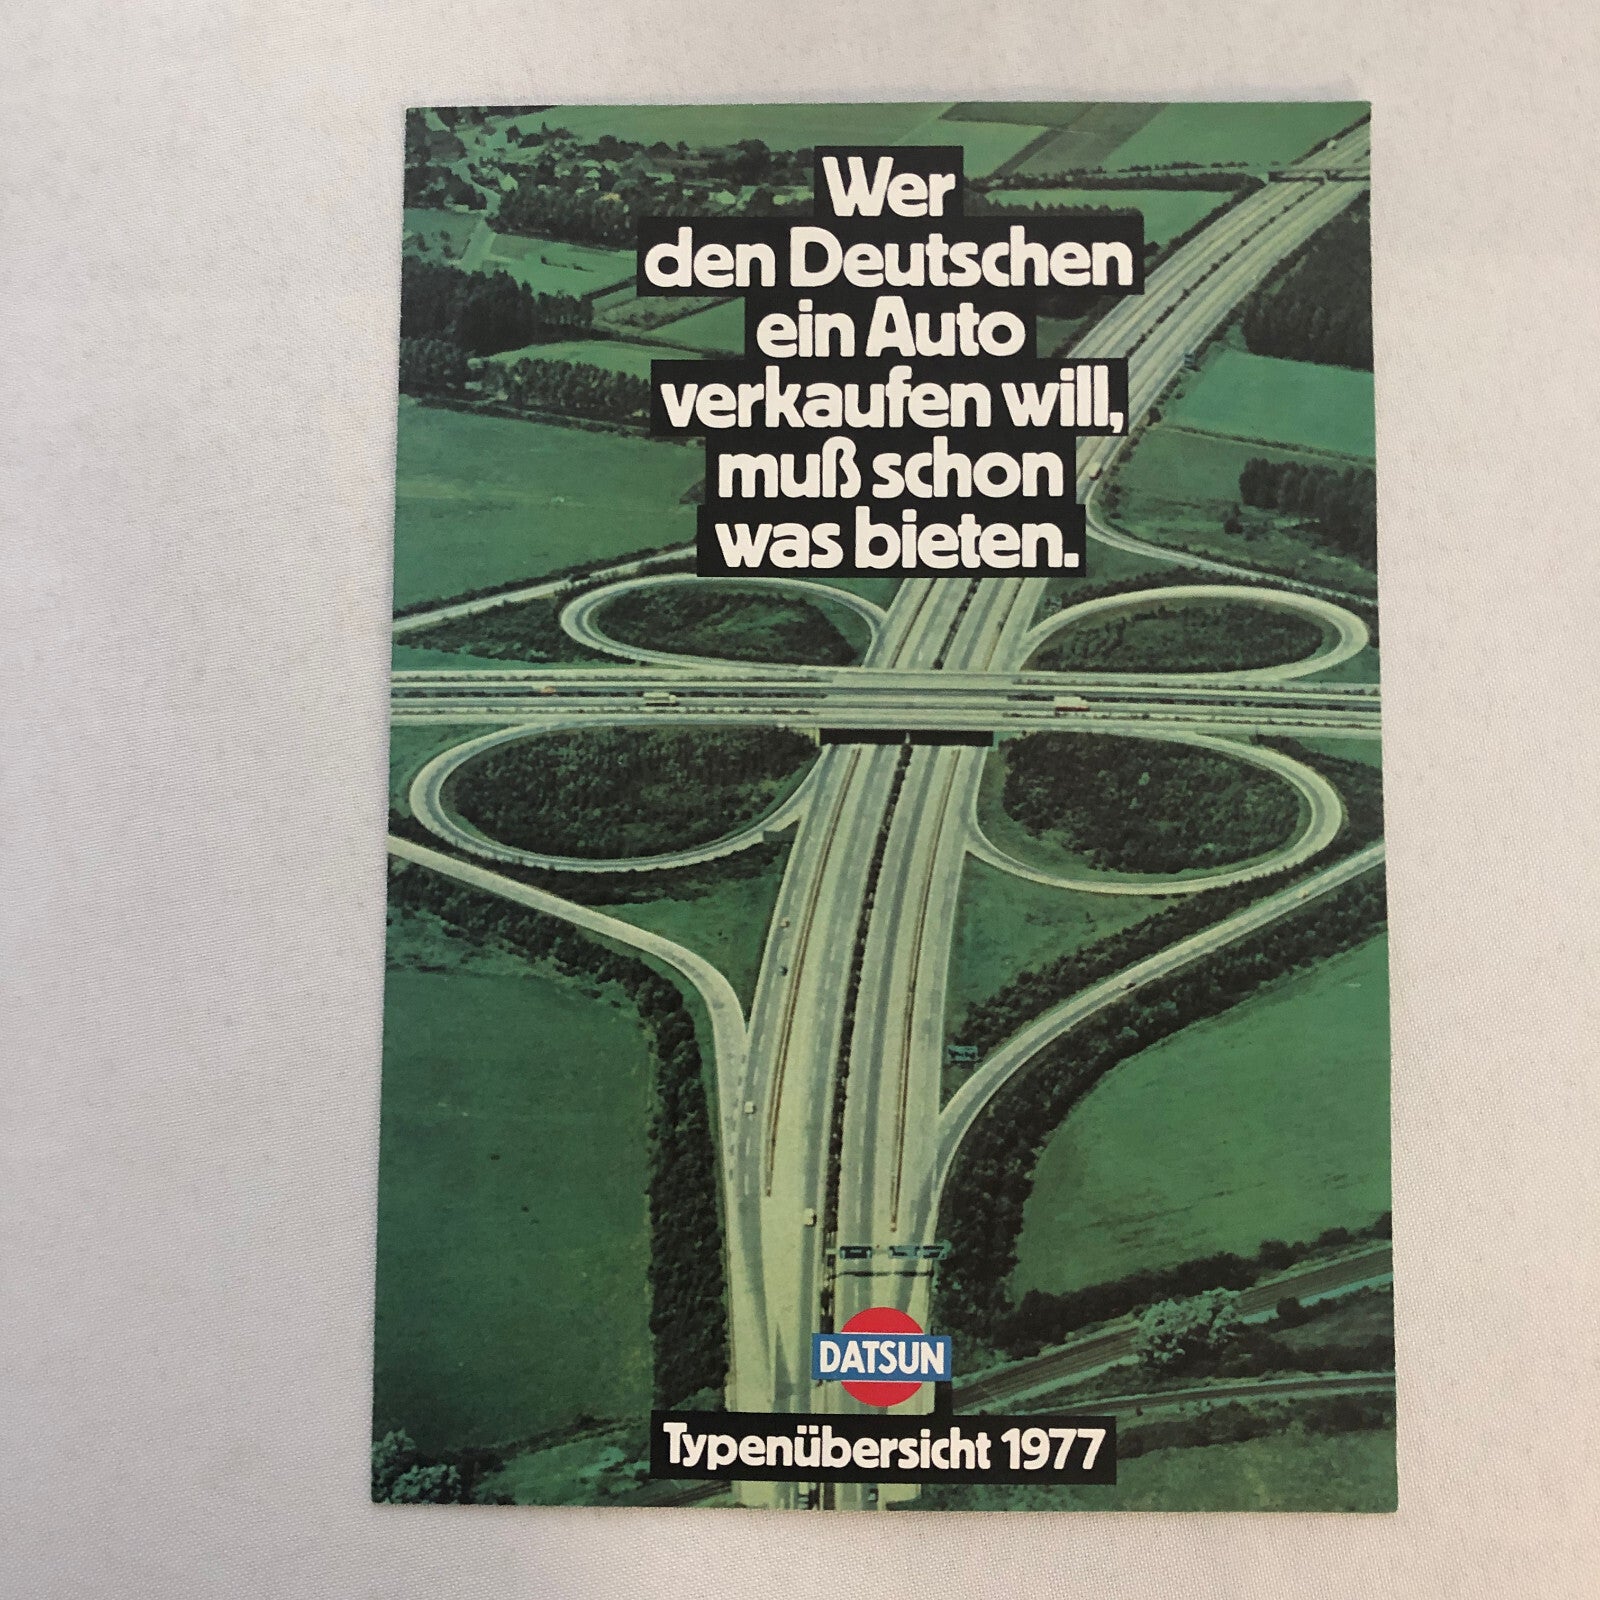 Wer
den Deutschen
ein Auto
verkaufen will,
muß schon
was bieten.
DATSUN
Typenübersicht 1977